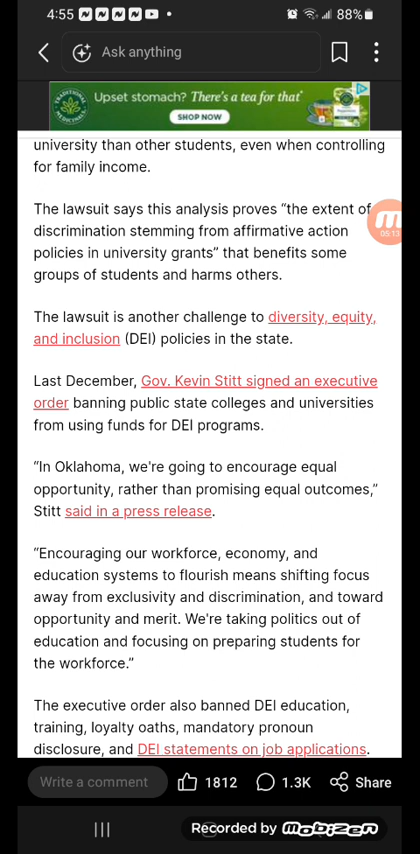 4:55
88%
Ask anything
Upset stomach? There's a tea for that*
SHOP NOW
university than other students, even when controlling
for family income.
The lawsuit says this analysis proves “the extent of
discrimination stemming from affirmative action
policies in university grants” that benefits some
groups of students and harms others.
05:13
The lawsuit is another challenge to diversity, equity,
and inclusion (DEI) policies in the state.
Last December, Gov. Kevin Stitt signed an executive
order banning public state colleges and universities
from using funds for DEI programs.
“In Oklahoma, we're going to encourage equal
opportunity, rather than promising equal outcomes,”
Stitt said in a press release.
“Encouraging our workforce, economy, and
education systems to flourish means shifting focus
away from exclusivity and discrimination, and toward
opportunity and merit. We're taking politics out of
education and focusing on preparing students for
the workforce.”
The executive order also banned DEI education,
training, loyalty oaths, mandatory pronoun
disclosure, and DEI statements on job applications.
Write a comment
1812
1.3K
Share
Recorded by mobizen